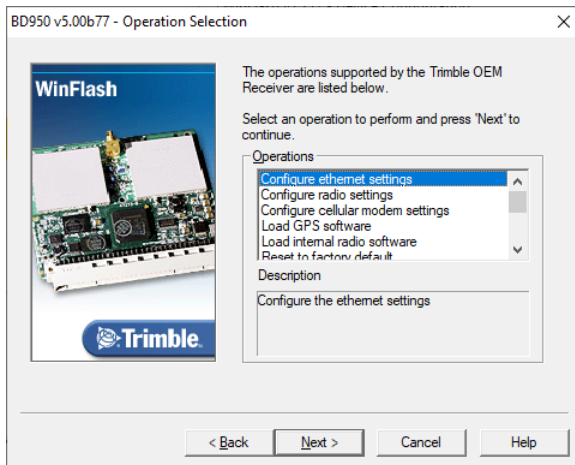 BD950 v5.00b77 - Operation Selection
WinFlash
Trimble.
The operations supported by the Trimble OEM
Receiver are listed below.
Select an operation to perform and press 'Next' to
continue.
Operations
Configure ethernet settings
Configure radio settings
Configure cellular modem settings
Load GPS software
Load internal radio software
Reset to factory default
Description
Configure the ethernet settings
< Back
Next >
Cancel
Help